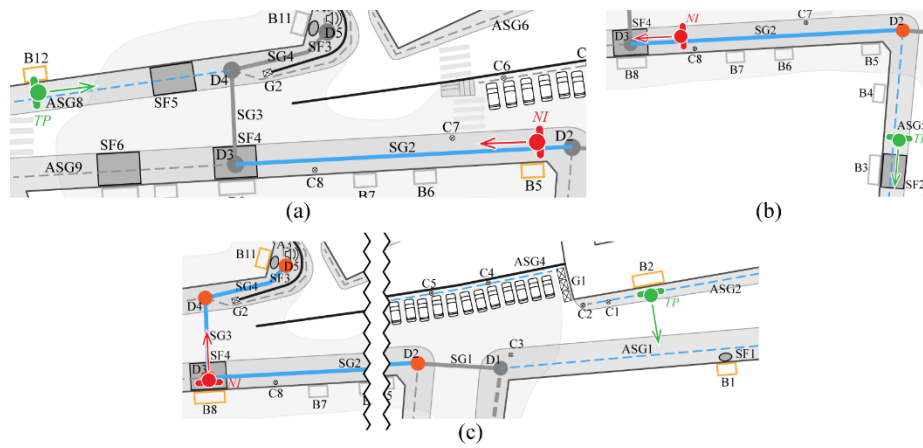 B11
D5
SF3
SG4
D4
G2
ASG6
B12
ASG8
TP
SF5
SG3
C6
C
SF6
SF4
D3
ASG9
SG2
C7
NI
D2
C8
B7
B6
B5
(a)
SF4
D3
NI
C7
D2
SG2
B8
C8
B7
B6
B5
B4
B3
SF2
(b)
B11
D5
SF3
SG4
D4
G2
SG3
SF4
D3
NI
SG2
B8
C8
B7
C5
C4
ASG4
G1
B2
TP
C2
C1
ASG2
D2
SG1
D1
C3
ASG1
SF1
B1
(c)